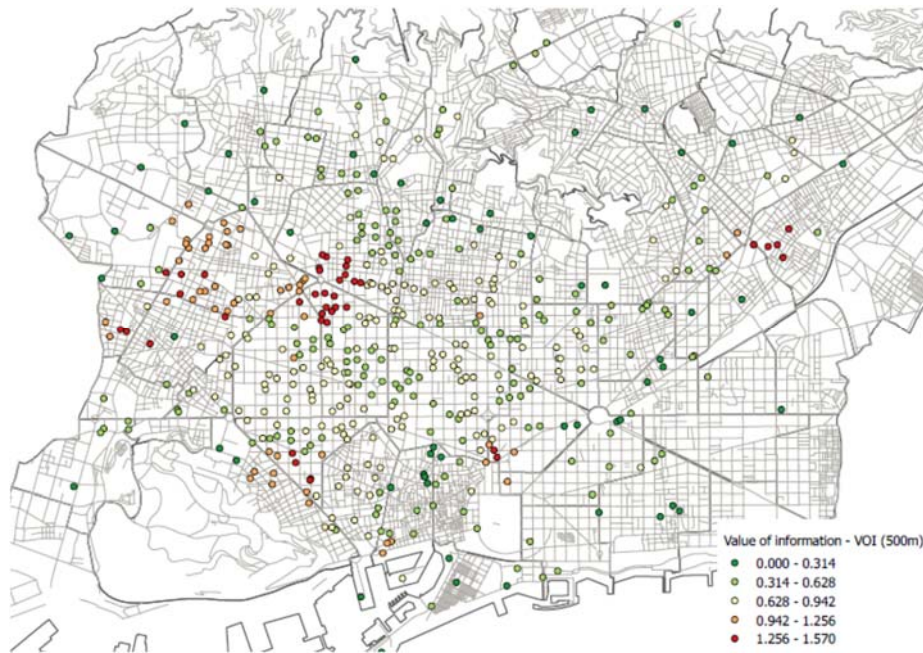 Value of information - VOI (500m)
0.000 - 0.314
0.314 - 0.628
0.628 - 0.942
0.942 - 1.256
1.256 - 1.570